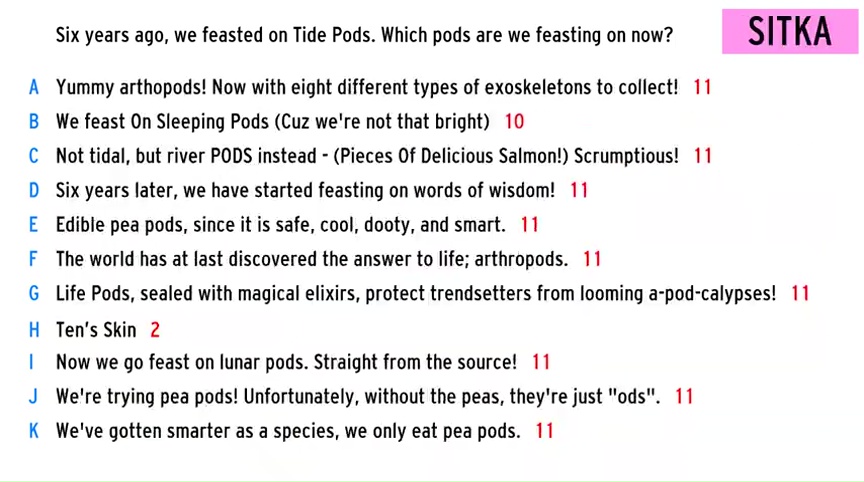 Six years ago, we feasted on Tide Pods. Which pods are we feasting on now?
SITKA
A Yummy arthopods! Now with eight different types of exoskeletons to collect! 11
B We feast On Sleeping Pods (Cuz we're not that bright) 10
C Not tidal, but river PODS instead - (Pieces Of Delicious Salmon!) Scrumptious! 11
D Six years later, we have started feasting on words of wisdom! 11
E Edible pea pods, since it is safe, cool, dooty, and smart. 11
F The world has at last discovered the answer to life; arthropods. 11
G Life Pods, sealed with magical elixirs, protect trendsetters from looming a-pod-calypses! 11
H Ten's Skin 2
I Now we go feast on lunar pods. Straight from the source! 11
J We're trying pea pods! Unfortunately, without the peas, they're just "ods". 11
K We've gotten smarter as a species, we only eat pea pods. 11